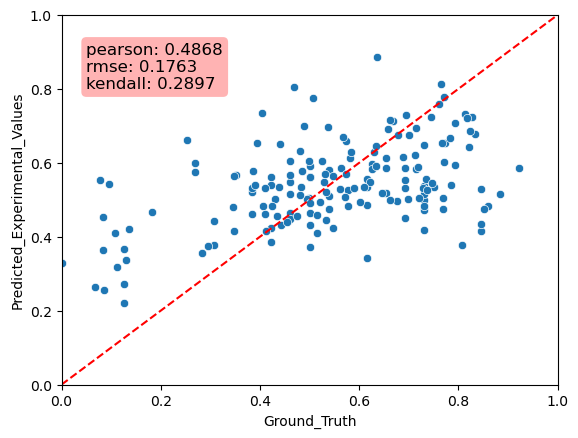 pearson: 0.4868
rmse: 0.1763
kendall: 0.2897
Predicted_Experimental_Values
1.0
0.8
0.6
0.4
0.2
0.0
0.0 0.2 0.4 0.6 0.8 1.0
Ground_Truth